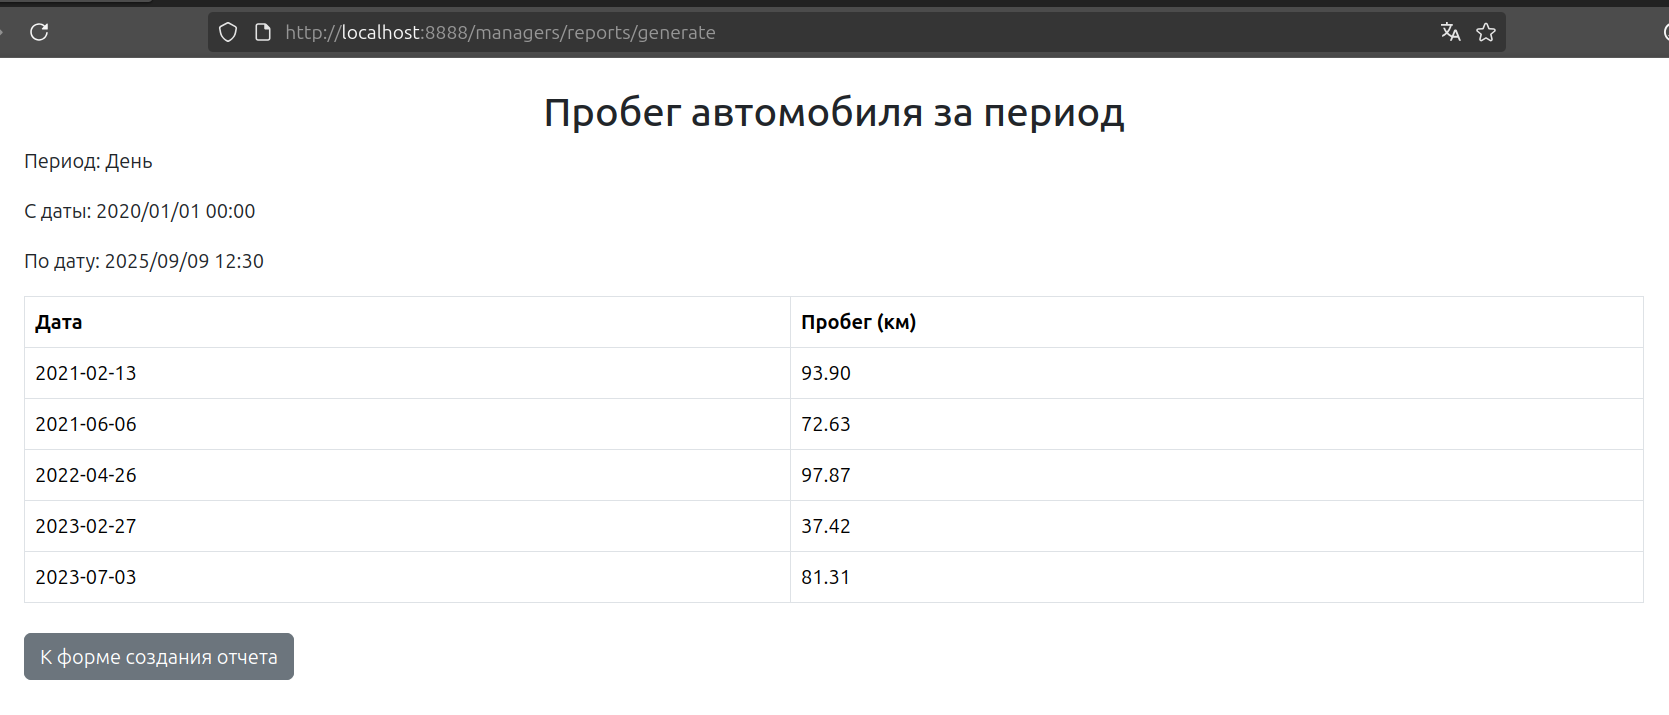 http://localhost:8888/managers/reports/generate
Пробег автомобиля за период
Период: День
С даты: 2020/01/01 00:00
По дату: 2025/09/09 12:30
Дата Пробег (км)
2021-02-13 93.90
2021-06-06 72.63
2022-04-26 97.87
2023-02-27 37.42
2023-07-03 81.31
К форме создания отчета